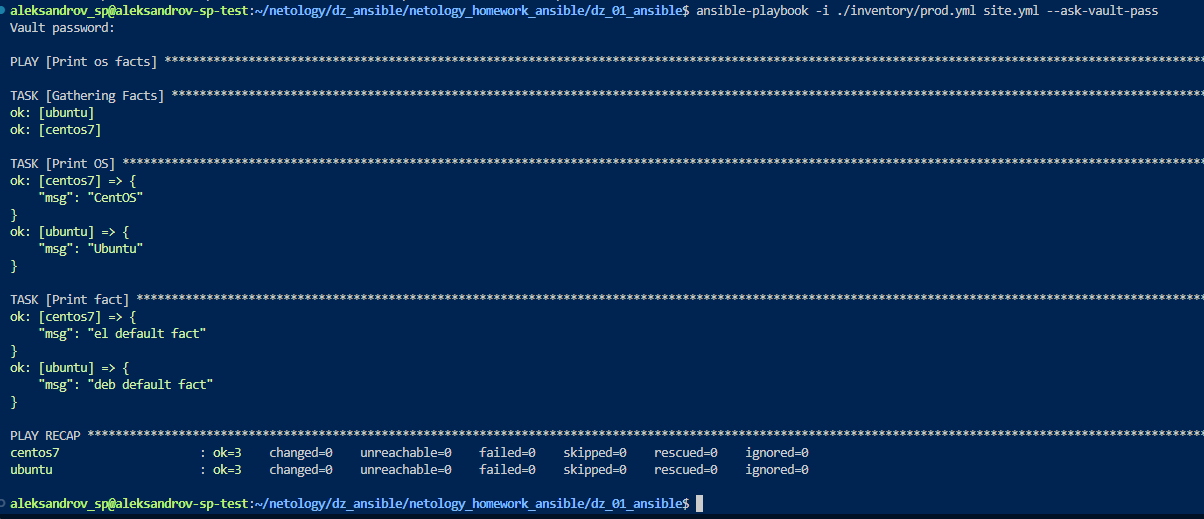 aleksandrov_sp@aleksandrov-sp-test:~/netology/dz_ansible/netology_homework_ansible/dz_01_ansible$ ansible-playbook -i ./inventory/prod.yml site.yml --ask-vault-pass
Vault password:
PLAY [Print os facts] ******************************************************************************************************************************************************
TASK [Gathering Facts] *****************************************************************************************************************************************************
ok: [ubuntu]
ok: [centos7]
TASK [Print OS] ************************************************************************************************************************************************************
ok: [centos7] => {
    "msg": "CentOS"
}
ok: [ubuntu] => {
    "msg": "Ubuntu"
}
TASK [Print fact] **********************************************************************************************************************************************************
ok: [centos7] => {
    "msg": "el default fact"
}
ok: [ubuntu] => {
    "msg": "deb default fact"
}
PLAY RECAP *****************************************************************************************************************************************************************
centos7                    : ok=3    changed=0    unreachable=0    failed=0    skipped=0    rescued=0    ignored=0
ubuntu                     : ok=3    changed=0    unreachable=0    failed=0    skipped=0    rescued=0    ignored=0
aleksandrov_sp@aleksandrov-sp-test:~/netology/dz_ansible/netology_homework_ansible/dz_01_ansible$